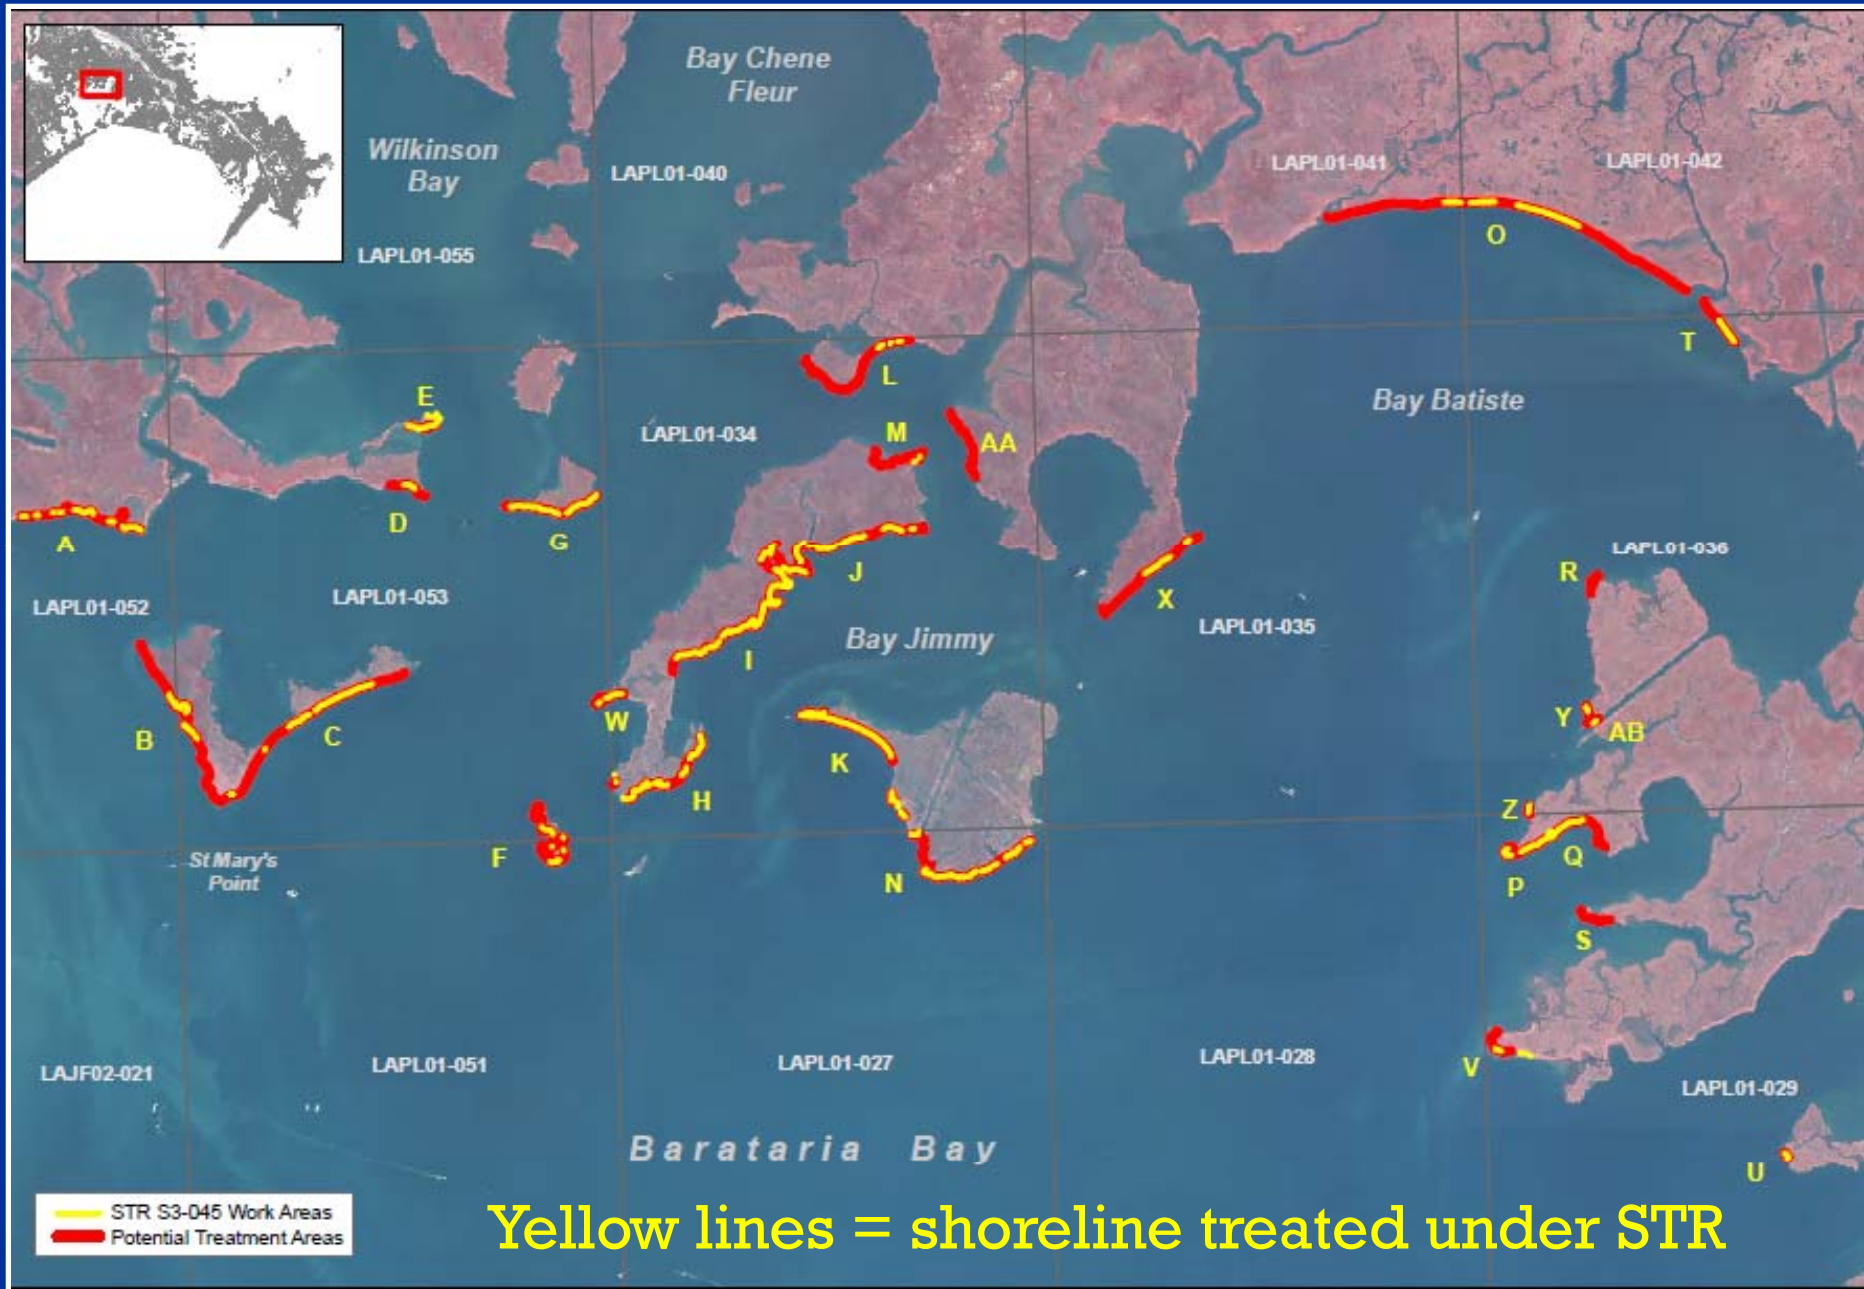 Bay Chene
Fleur
Wilkinson
Bay
LAPL01-040
LAPL01-041
LAPL01-042
LAPL01-055
O
T
L
E
Bay Batiste
LAPL01-034
M
AA
A
D
G
J
LAPL01-036
R
X
LAPL01-052
LAPL01-053
LAPL01-035
Bay Jimmy
I
W
B
C
K
Y
AB
H
Z
F
Q
St Mary's
Point
N
P
S
LAJF02-021
LAPL01-051
LAPL01-027
LAPL01-028
V
LAPL01-029
Barataria Bay
U
STR S3-045 Work Areas
Potential Treatment Areas
Yellow lines = shoreline treated under STR